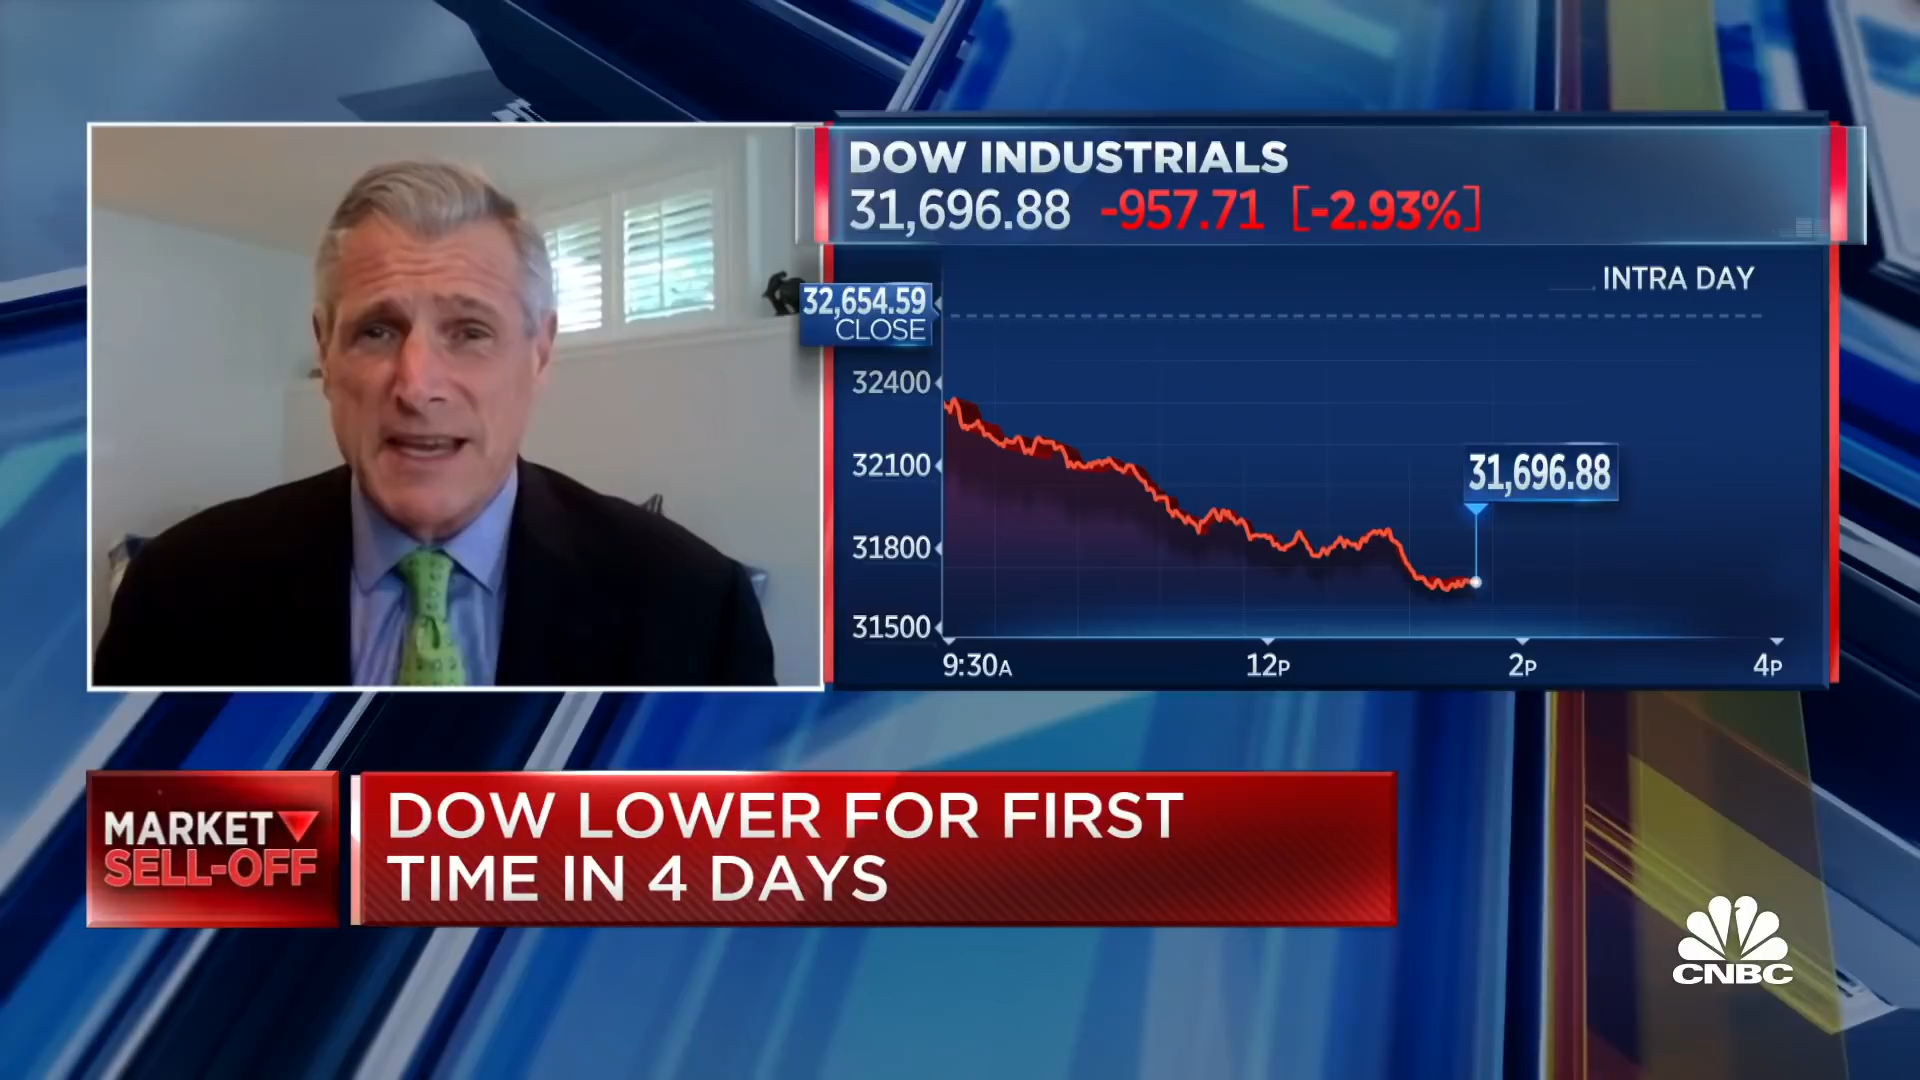 DOW INDUSTRIALS
31,696.88 -957.71 [-2.93%]
INTRA DAY
32,654.59
CLOSE
32400
32100
31,696.88
31800
31500
9:30A 12P 2P 4P
MARKET
SELL-OFF
DOW LOWER FOR FIRST
TIME IN 4 DAYS
CNBC